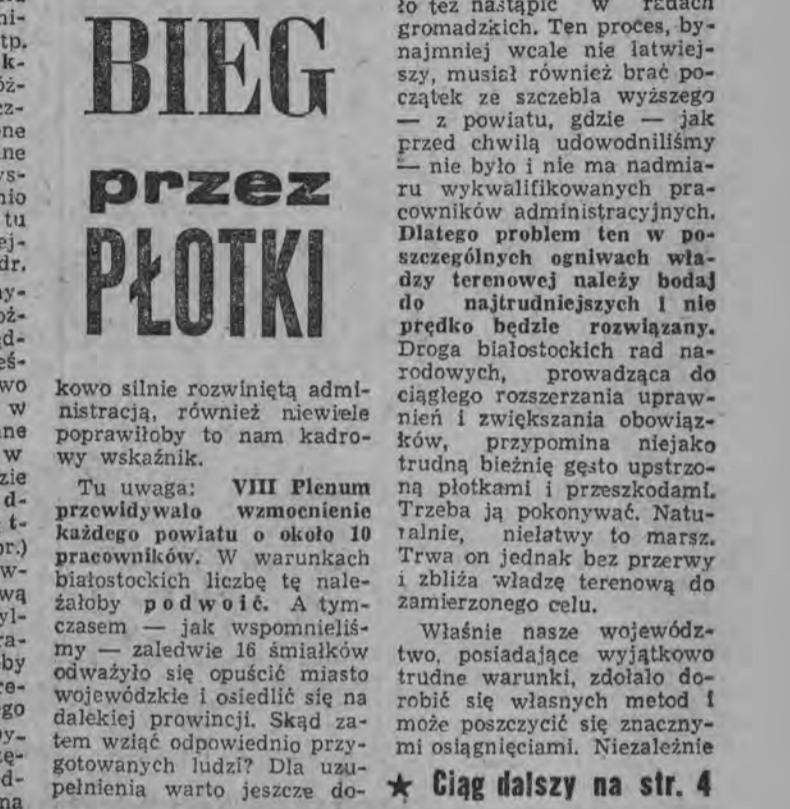 BIEG
przez
PŁOTKI
kowo silnie rozwiniętą admi-
nistracją, również niewiele
poprawiłoby to nam kadro-
wy wskaźnik.
Tu uwaga: VIII Plenum
przewidywało wzmocnienie
każdego powiatu o około 10
pracowników. W warunkach
białostockich liczbę tę nale-
żałoby podwoić. A tym-
czasem — jak wspomnieliś-
my — zaledwie 16 śmiałków
odważyło się opuścić miasto
wojewódzkie i osiedlić się na
dalekiej prowincji. Skąd za-
tem wziąć odpowiednio przy-
gotowanych ludzi? Dla uzu-
pełnienia warto jeszcze do-
ło też nastąpić w radach
gromadzkich. Ten proces, by-
najmniej wcale nie łatwiej-
szy, musiał również brać po-
czątek ze szczebla wyższego
— z powiatu, gdzie — jak
przed chwilą udowodniliśmy
— nie było i nie ma nadmia-
ru wykwalifikowanych pra-
cowników administracyjnych.
Dlatego problem ten w po-
szczególnych ogniwach wła-
dzy terenowej należy bodaj
do najtrudniejszych i nie
prędko będzie rozwiązany.
Droga białostockich rad na-
rodowych, prowadząca do
ciągłego rozszerzania upraw-
nień i zwiększania obowiąz-
ków, przypomina niejako
trudną bieżnię gęsto upstrzo-
ną płotkami i przeszkodami.
Trzeba ją pokonywać. Natu-
ralnie, niełatwy to marsz.
Trwa on jednak bez przerwy
i zbliża władzę terenową do
zamierzonego celu.
Właśnie nasze wojewódz-
two, posiadające wyjątkowo
trudne warunki, zdołało do-
robić się własnych metod i
może poszczycić się znaczny-
mi osiągnięciami. Niezależnie
★ Ciąg dalszy na str. 4